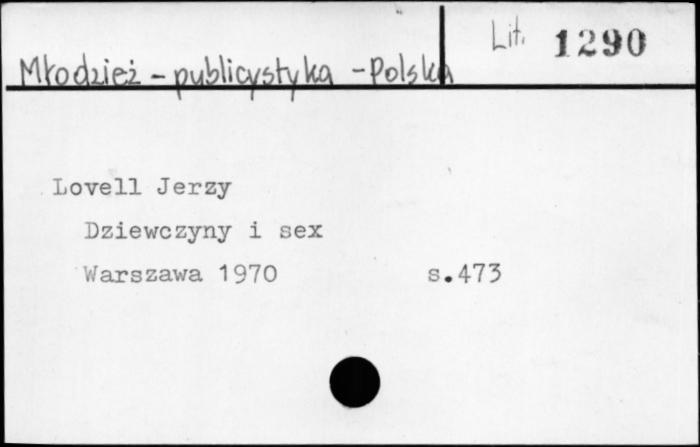 Lit. 1290
Młodzież – publicystyka – Polska
Lovell Jerzy
Dziewczyny i sex
Warszawa 1970 s.473